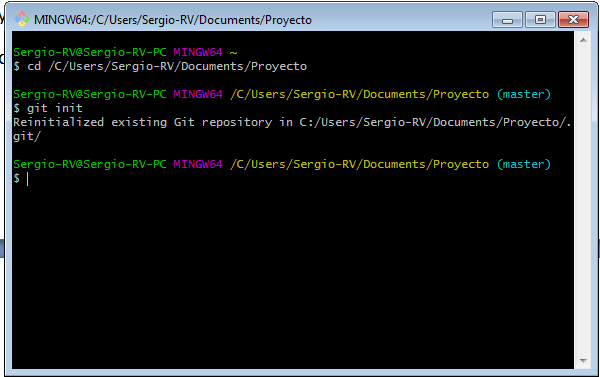 MINGW64:/C/Users/Sergio-RV/Documents/Proyecto
Sergio-RV@Sergio-RV-PC MINGW64 ~
$ cd /C/Users/Sergio-RV/Documents/Proyecto
Sergio-RV@Sergio-RV-PC MINGW64 /C/Users/Sergio-RV/Documents/Proyecto (master)
$ git init
Reinitialized existing Git repository in C:/Users/Sergio-RV/Documents/Proyecto/.
git/
Sergio-RV@Sergio-RV-PC MINGW64 /C/Users/Sergio-RV/Documents/Proyecto (master)
$